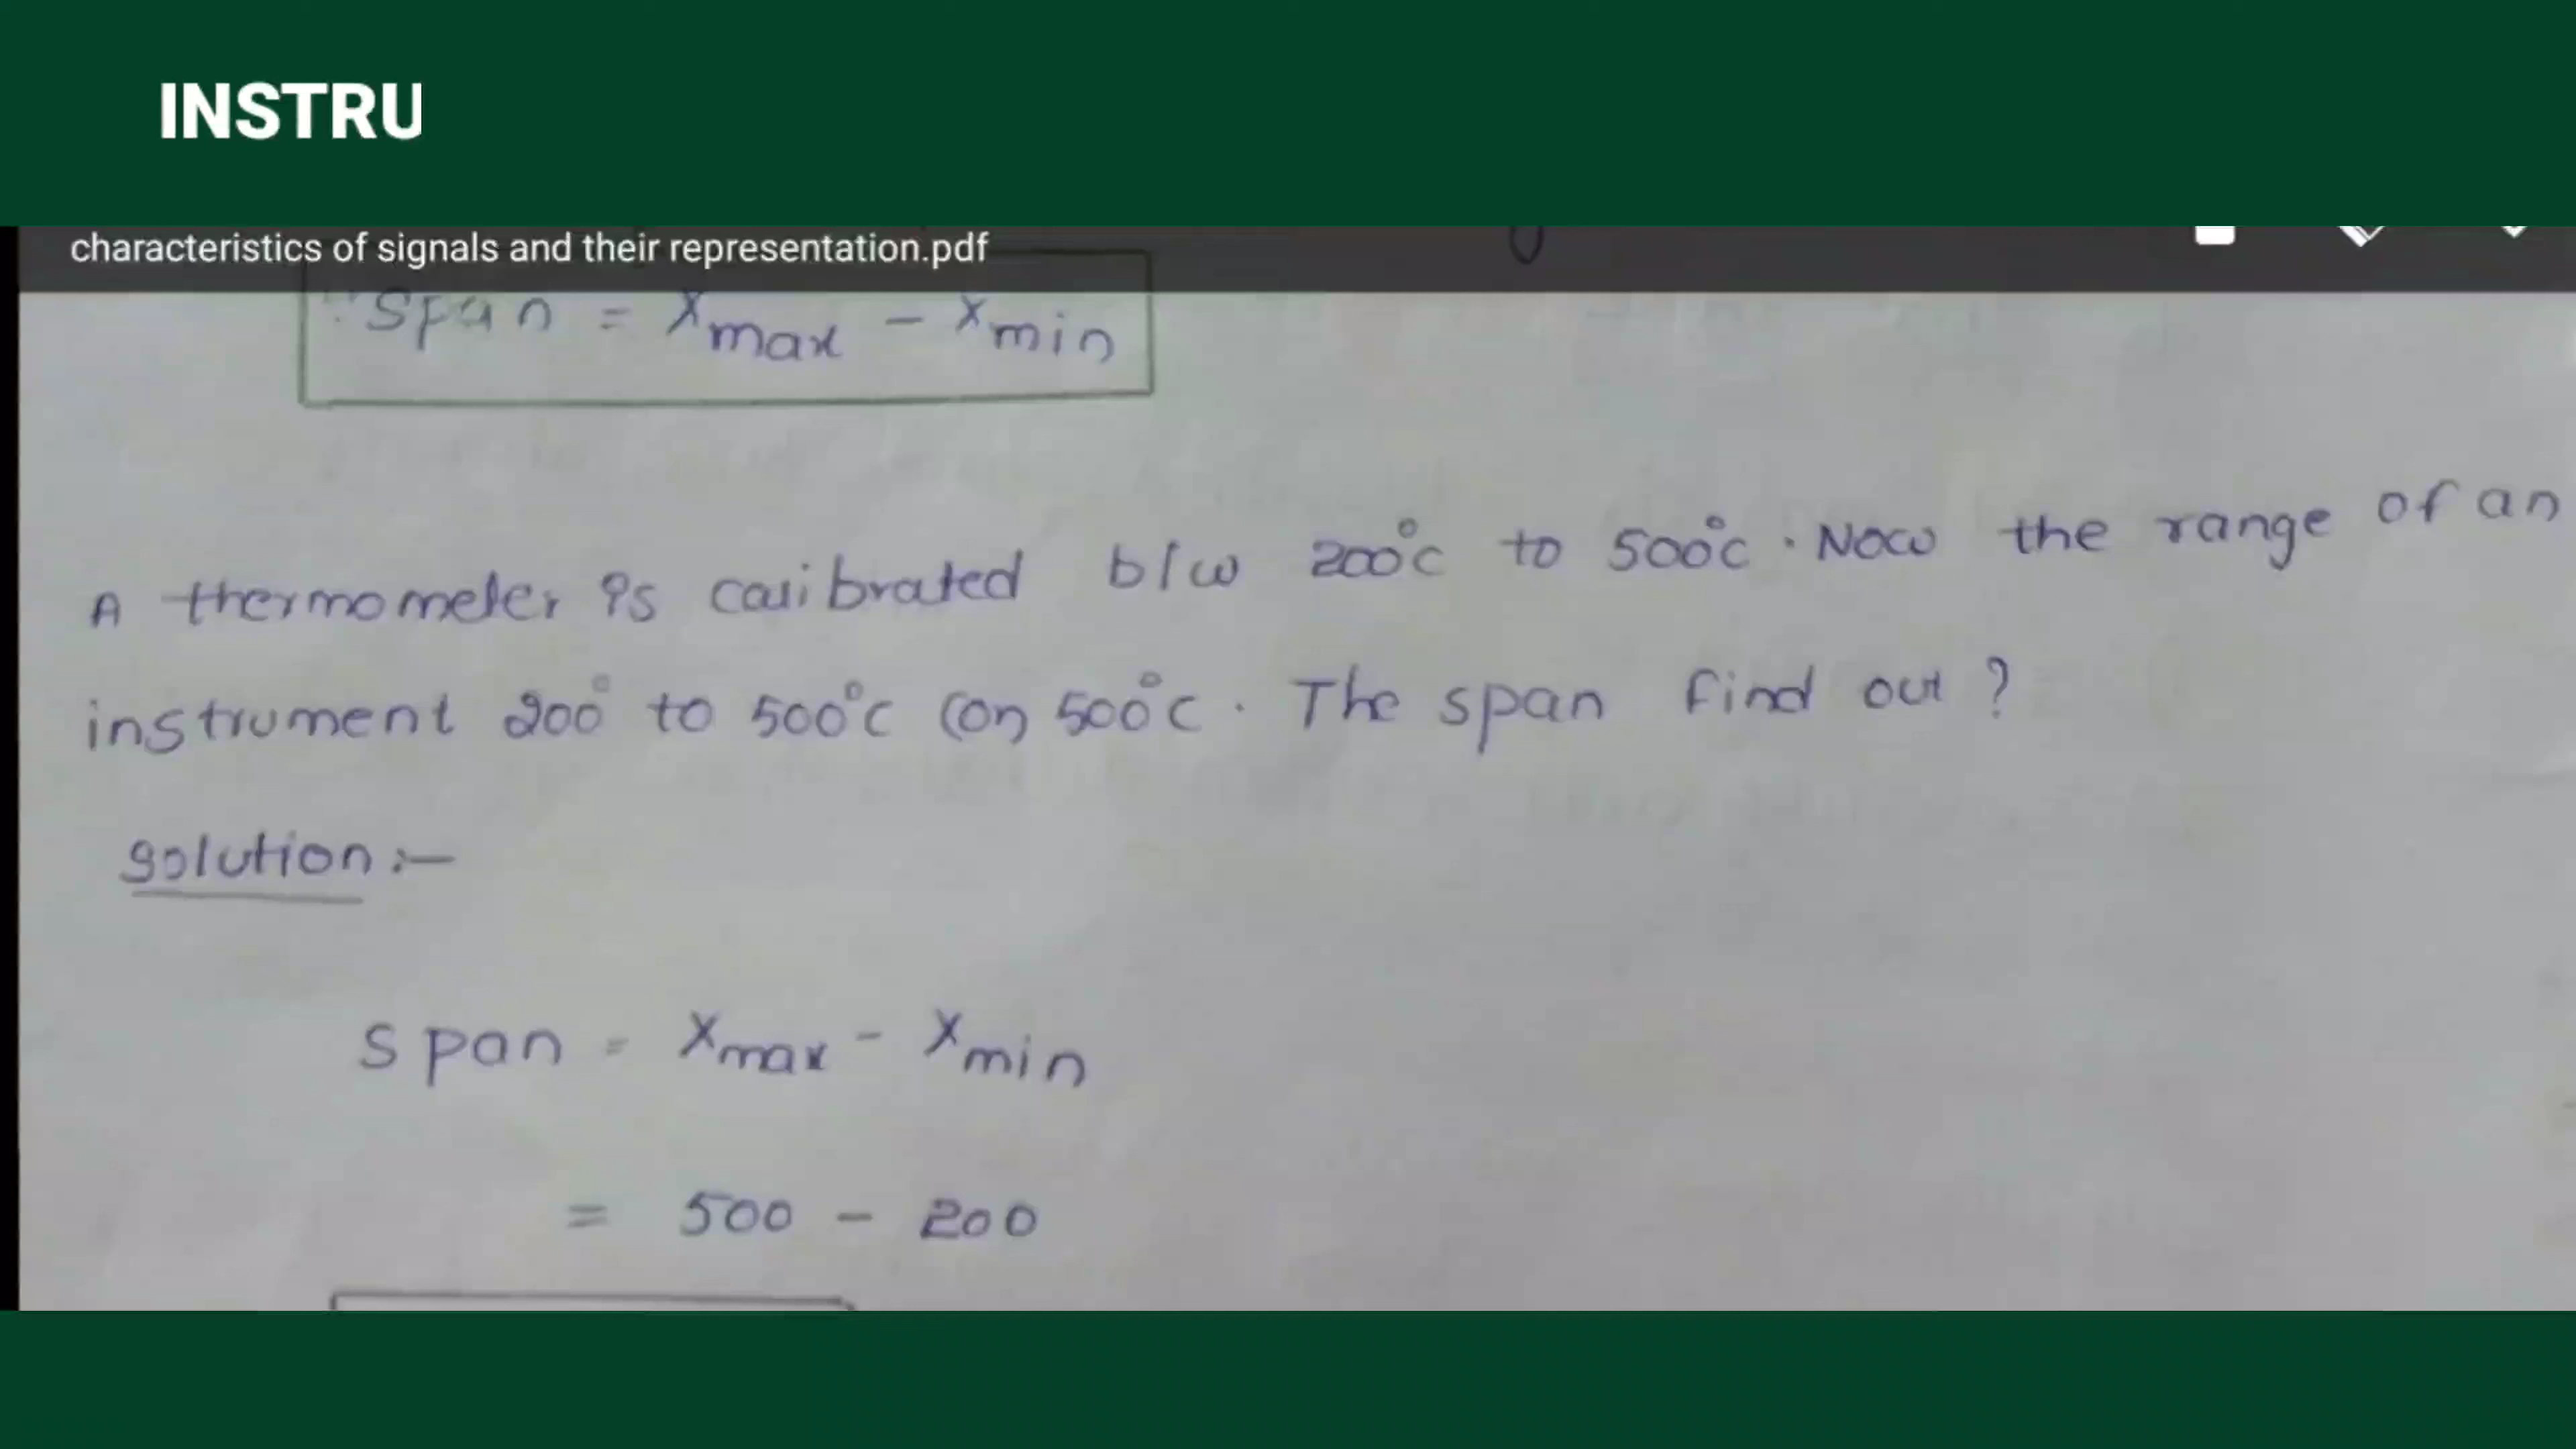 INSTRU
characteristics of signals and their representation.pdf
Span = Xmax - Xmin
A thermometer is calibrated b/w 200°C to 500°C. Now the range of an
instrument 200° to 500°C (or) 500°C. The span find out?
Solution :-
Span = Xmax - Xmin
= 500 - 200